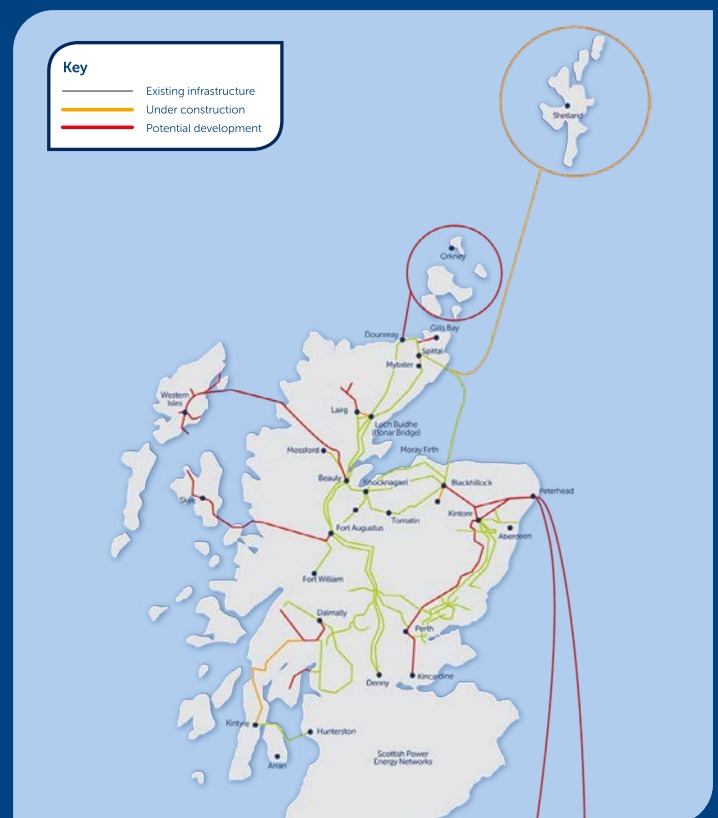 Key
Existing infrastructure
Under construction
Potential development
Shetland
Orkney
Dounreay
Gills Bay
Spittal
Mybster
Western
Isles
Lairg
Loch Buidhe
(Bonar Bridge)
Mossford
Moray Firth
Beauly
Knocknagael
Blackhillock
Peterhead
Skye
Kintore
Tomatin
Fort Augustus
Aberdeen
Fort William
Dalmally
Perth
Denny
Kincardine
Kintyre
Hunterston
Arran
Scottish Power
Energy Networks